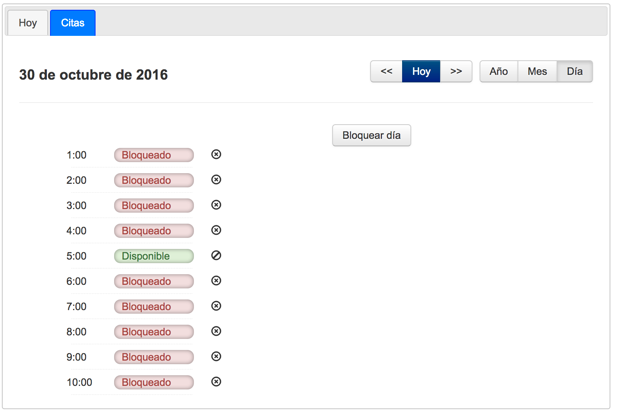 Hoy Citas
30 de octubre de 2016 << Hoy >> Año Mes Día
Bloquear día
1:00 Bloqueado
2:00 Bloqueado
3:00 Bloqueado
4:00 Bloqueado
5:00 Disponible
6:00 Bloqueado
7:00 Bloqueado
8:00 Bloqueado
9:00 Bloqueado
10:00 Bloqueado